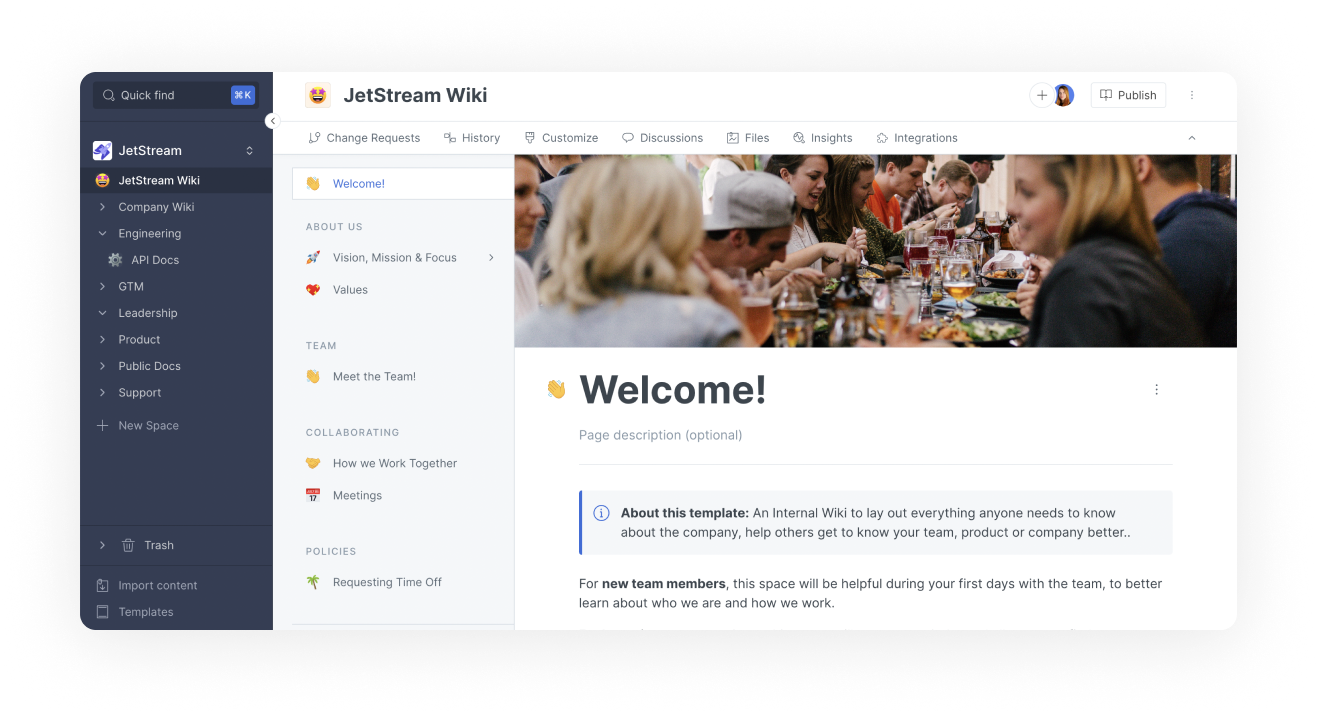 Quick find
⌘K
JetStream
JetStream Wiki
Company Wiki
Engineering
API Docs
GTM
Leadership
Product
Public Docs
Support
New Space
Trash
Import content
Templates
JetStream Wiki
Publish
Change Requests
History
Customize
Discussions
Files
Insights
Integrations
Welcome!
ABOUT US
Vision, Mission & Focus
Values
TEAM
Meet the Team!
COLLABORATING
How we Work Together
Meetings
POLICIES
Requesting Time Off
Welcome!
Page description (optional)
About this template: An Internal Wiki to lay out everything anyone needs to know
about the company, help others get to know your team, product or company better..
For new team members, this space will be helpful during your first days with the team, to better
learn about who we are and how we work.